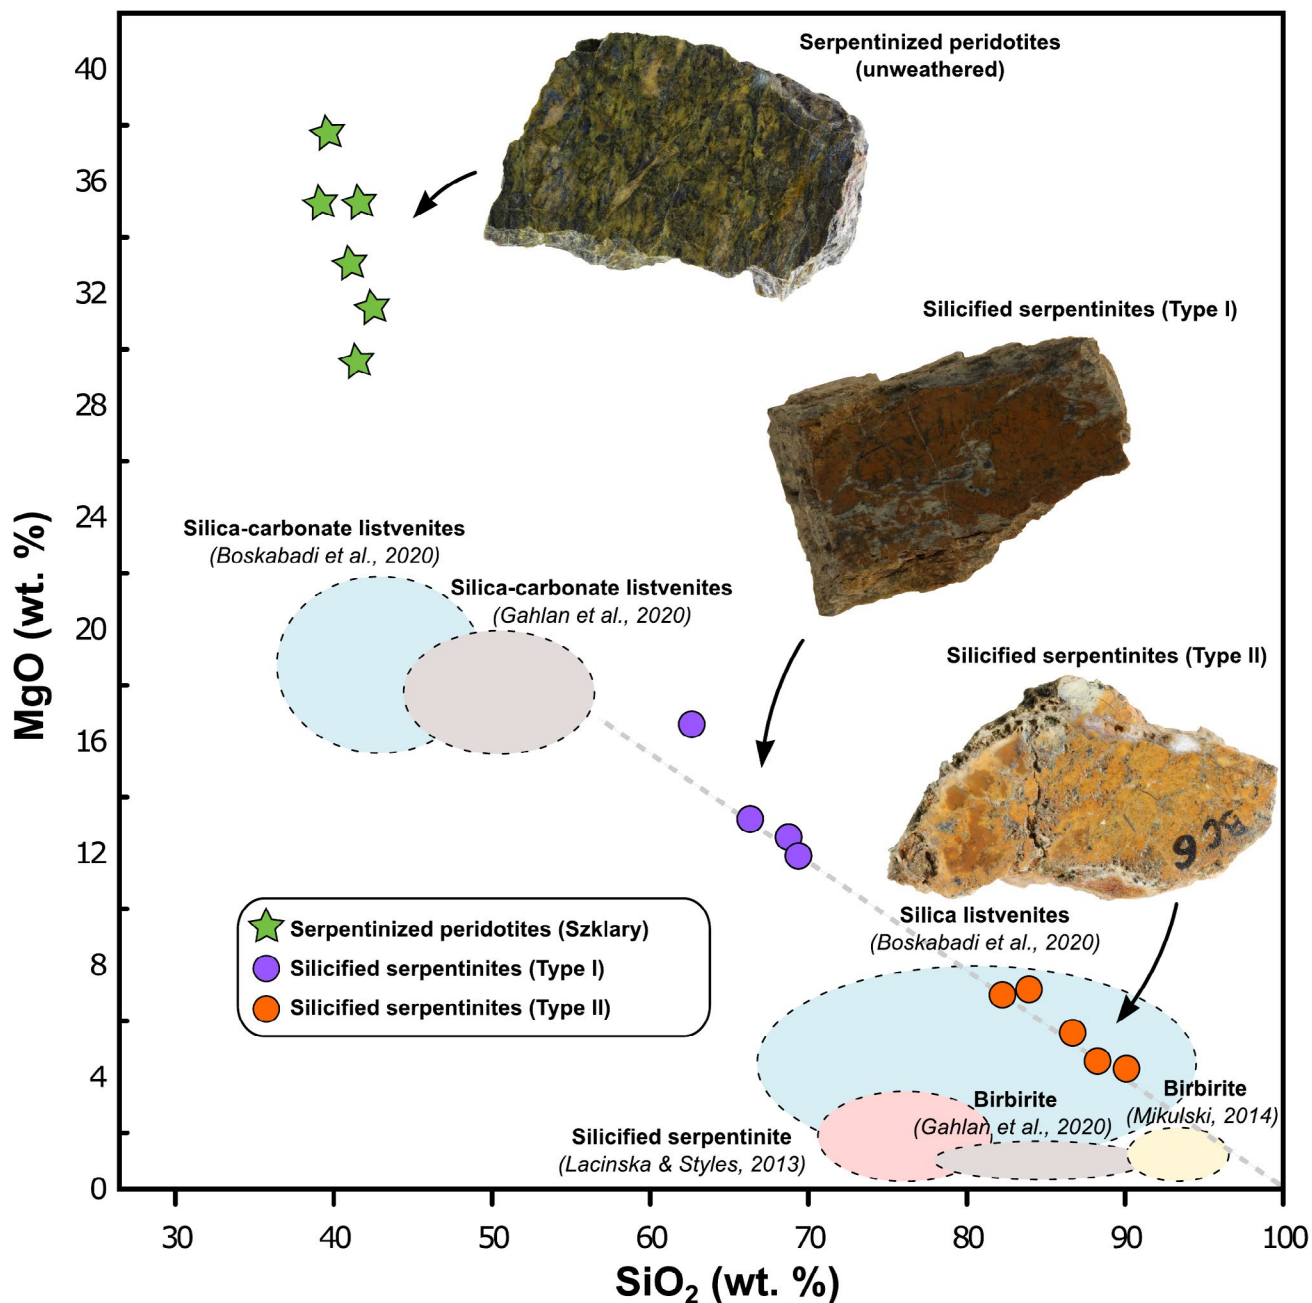 Serpentinized peridotites
(unweathered)
Silicified serpentinites (Type I)
Silica-carbonate listvenites
(Boskabadi et al., 2020)
Silica-carbonate listvenites
(Gahlan et al., 2020)
Silicified serpentinites (Type II)
BC6
Silica listvenites
(Boskabadi et al., 2020)
Serpentinized peridotites (Szklary)
Silicified serpentinites (Type I)
Silicified serpentinites (Type II)
Birbirite
(Mikulski, 2014)
Birbirite
(Gahlan et al., 2020)
Silicified serpentinite
(Lacinska & Styles, 2013)
MgO (wt. %)
40
36
32
28
24
20
16
12
8
4
0
30 40 50 60 70 80 90 100
SiO₂ (wt. %)